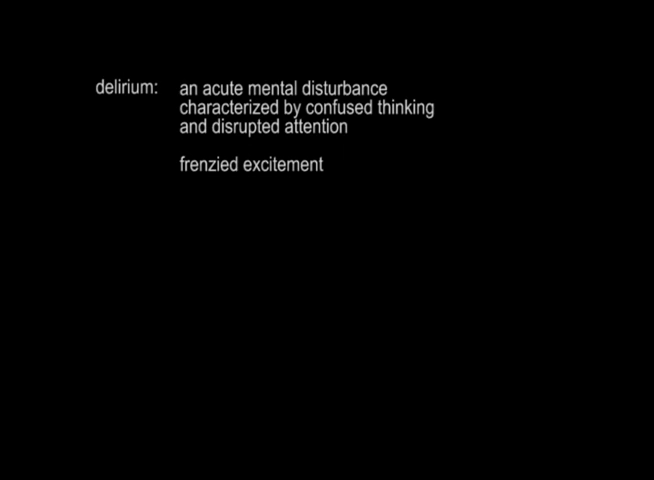 delirium: an acute mental disturbance
characterized by confused thinking
and disrupted attention
frenzied excitement